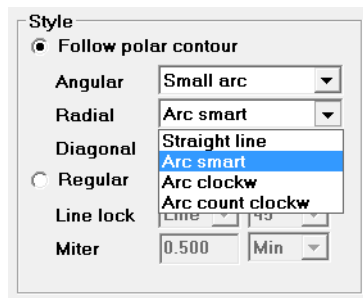 Style
Follow polar contour
Angular Small arc
Radial Arc smart
Diagonal Straight line
Arc smart
Regular Arc clockw
Arc count clockw
Line lock Line 45
Miter 0.500 Min